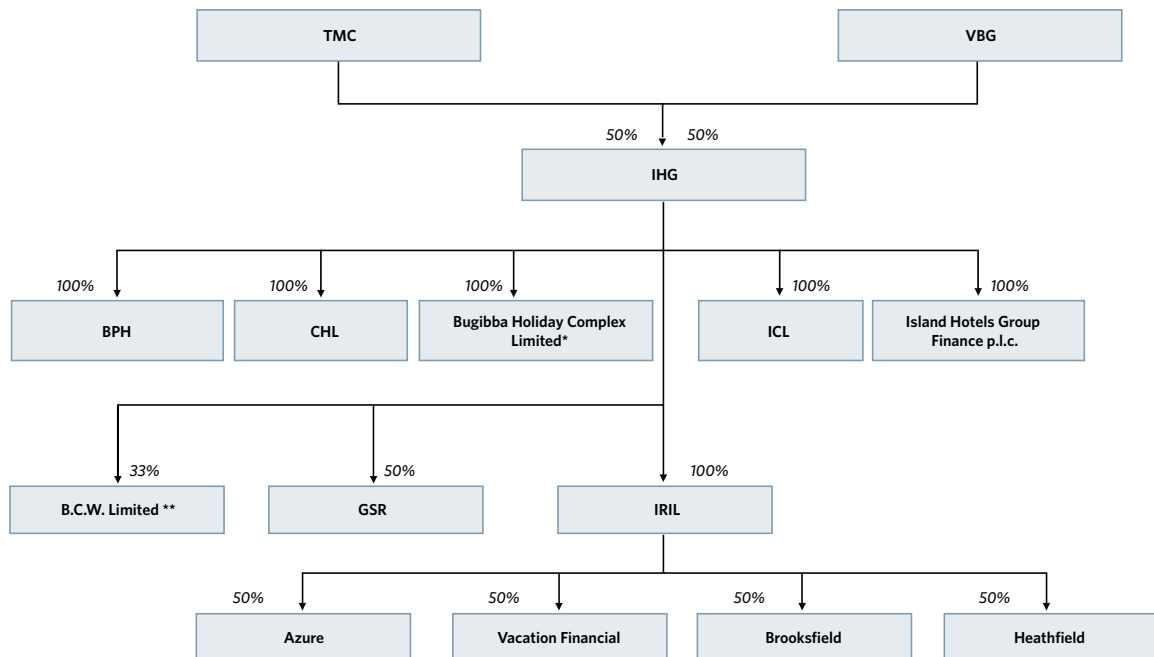 TMC
VBG
50% 50%
IHG
100% 100% 100% 100% 100%
BPH
CHL
Bugibba Holiday Complex
Limited*
ICL
Island Hotels Group
Finance p.l.c.
33% 50% 100%
B.C.W. Limited **
GSR
IRIL
50% 50% 50% 50%
Azure
Vacation Financial
Brooksfield
Heathfield